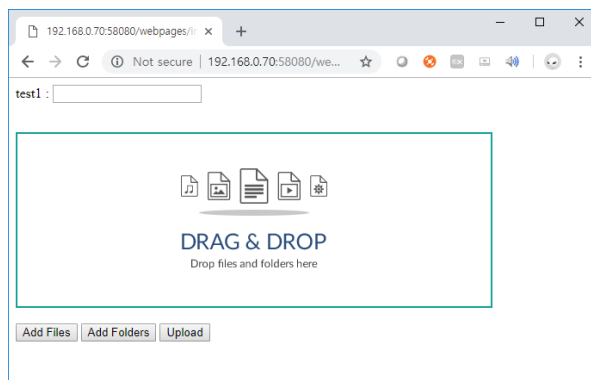 192.168.0.70:58080/webpages/in
Not secure | 192.168.0.70:58080/we...
test1 :
DRAG & DROP
Drop files and folders here
Add Files Add Folders Upload